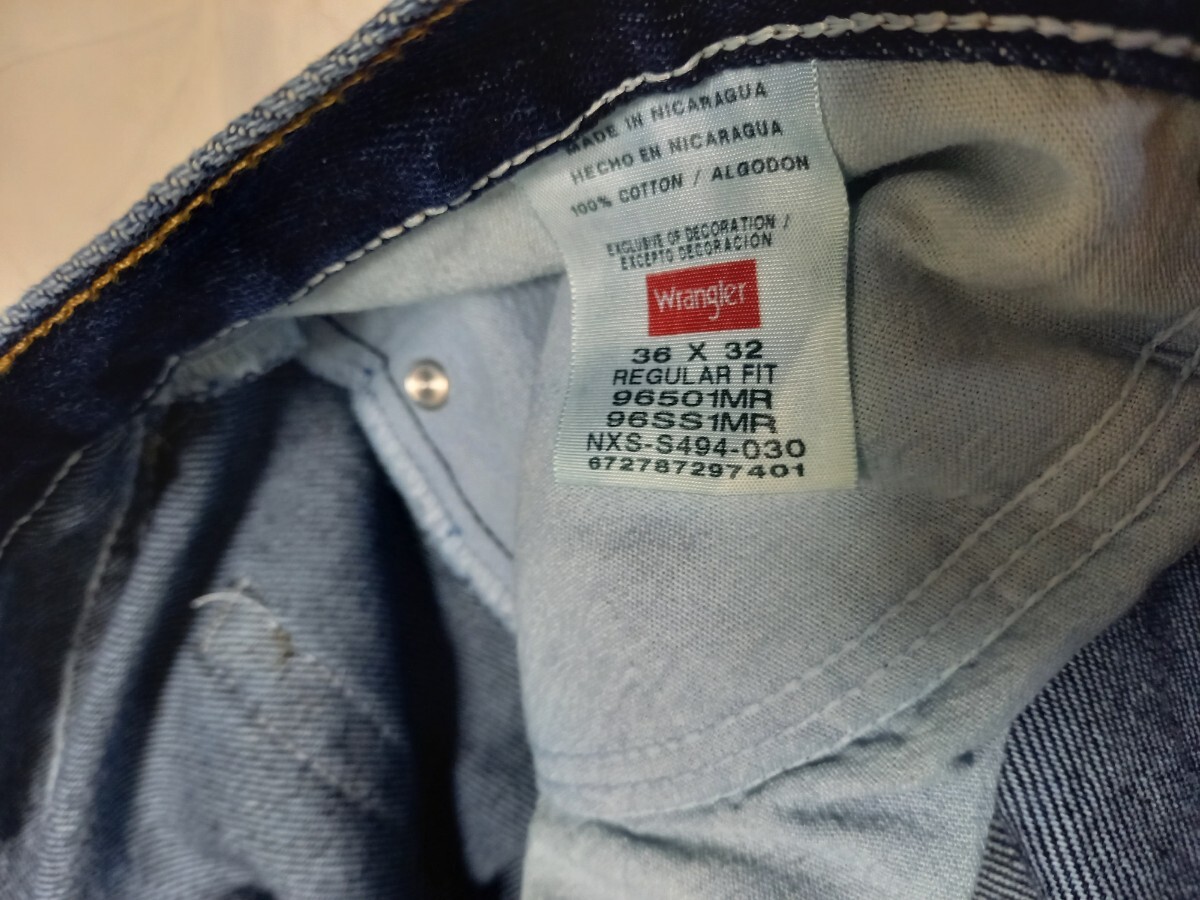 MADE IN NICARAGUA
HECHO EN NICARAGUA
100% COTTON / ALGODON
EXCLUSIVE OF DECORATION /
EXCEPTO DECORACIÓN
Wrangler
36 X 32
REGULAR FIT
96501MR
96SS1MR
NXS-S494-030
672787297401